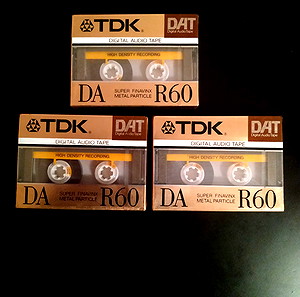 TDK. DAT
Digital Audio Tape
DIGITAL AUDIO TAPE
HIGH DENSITY RECORDING
DA SUPER FINAVINX
METAL PARTICLE R60
TDK. DAT
Digital Audio Tape
DIGITAL AUDIO TAPE
HIGH DENSITY RECORDING
DA SUPER FINAVINX
METAL PARTICLE R60
TDK. DAT
Digital Audio Tape
DIGITAL AUDIO TAPE
HIGH DENSITY RECORDING
DA SUPER FINAVINX
METAL PARTICLE R60